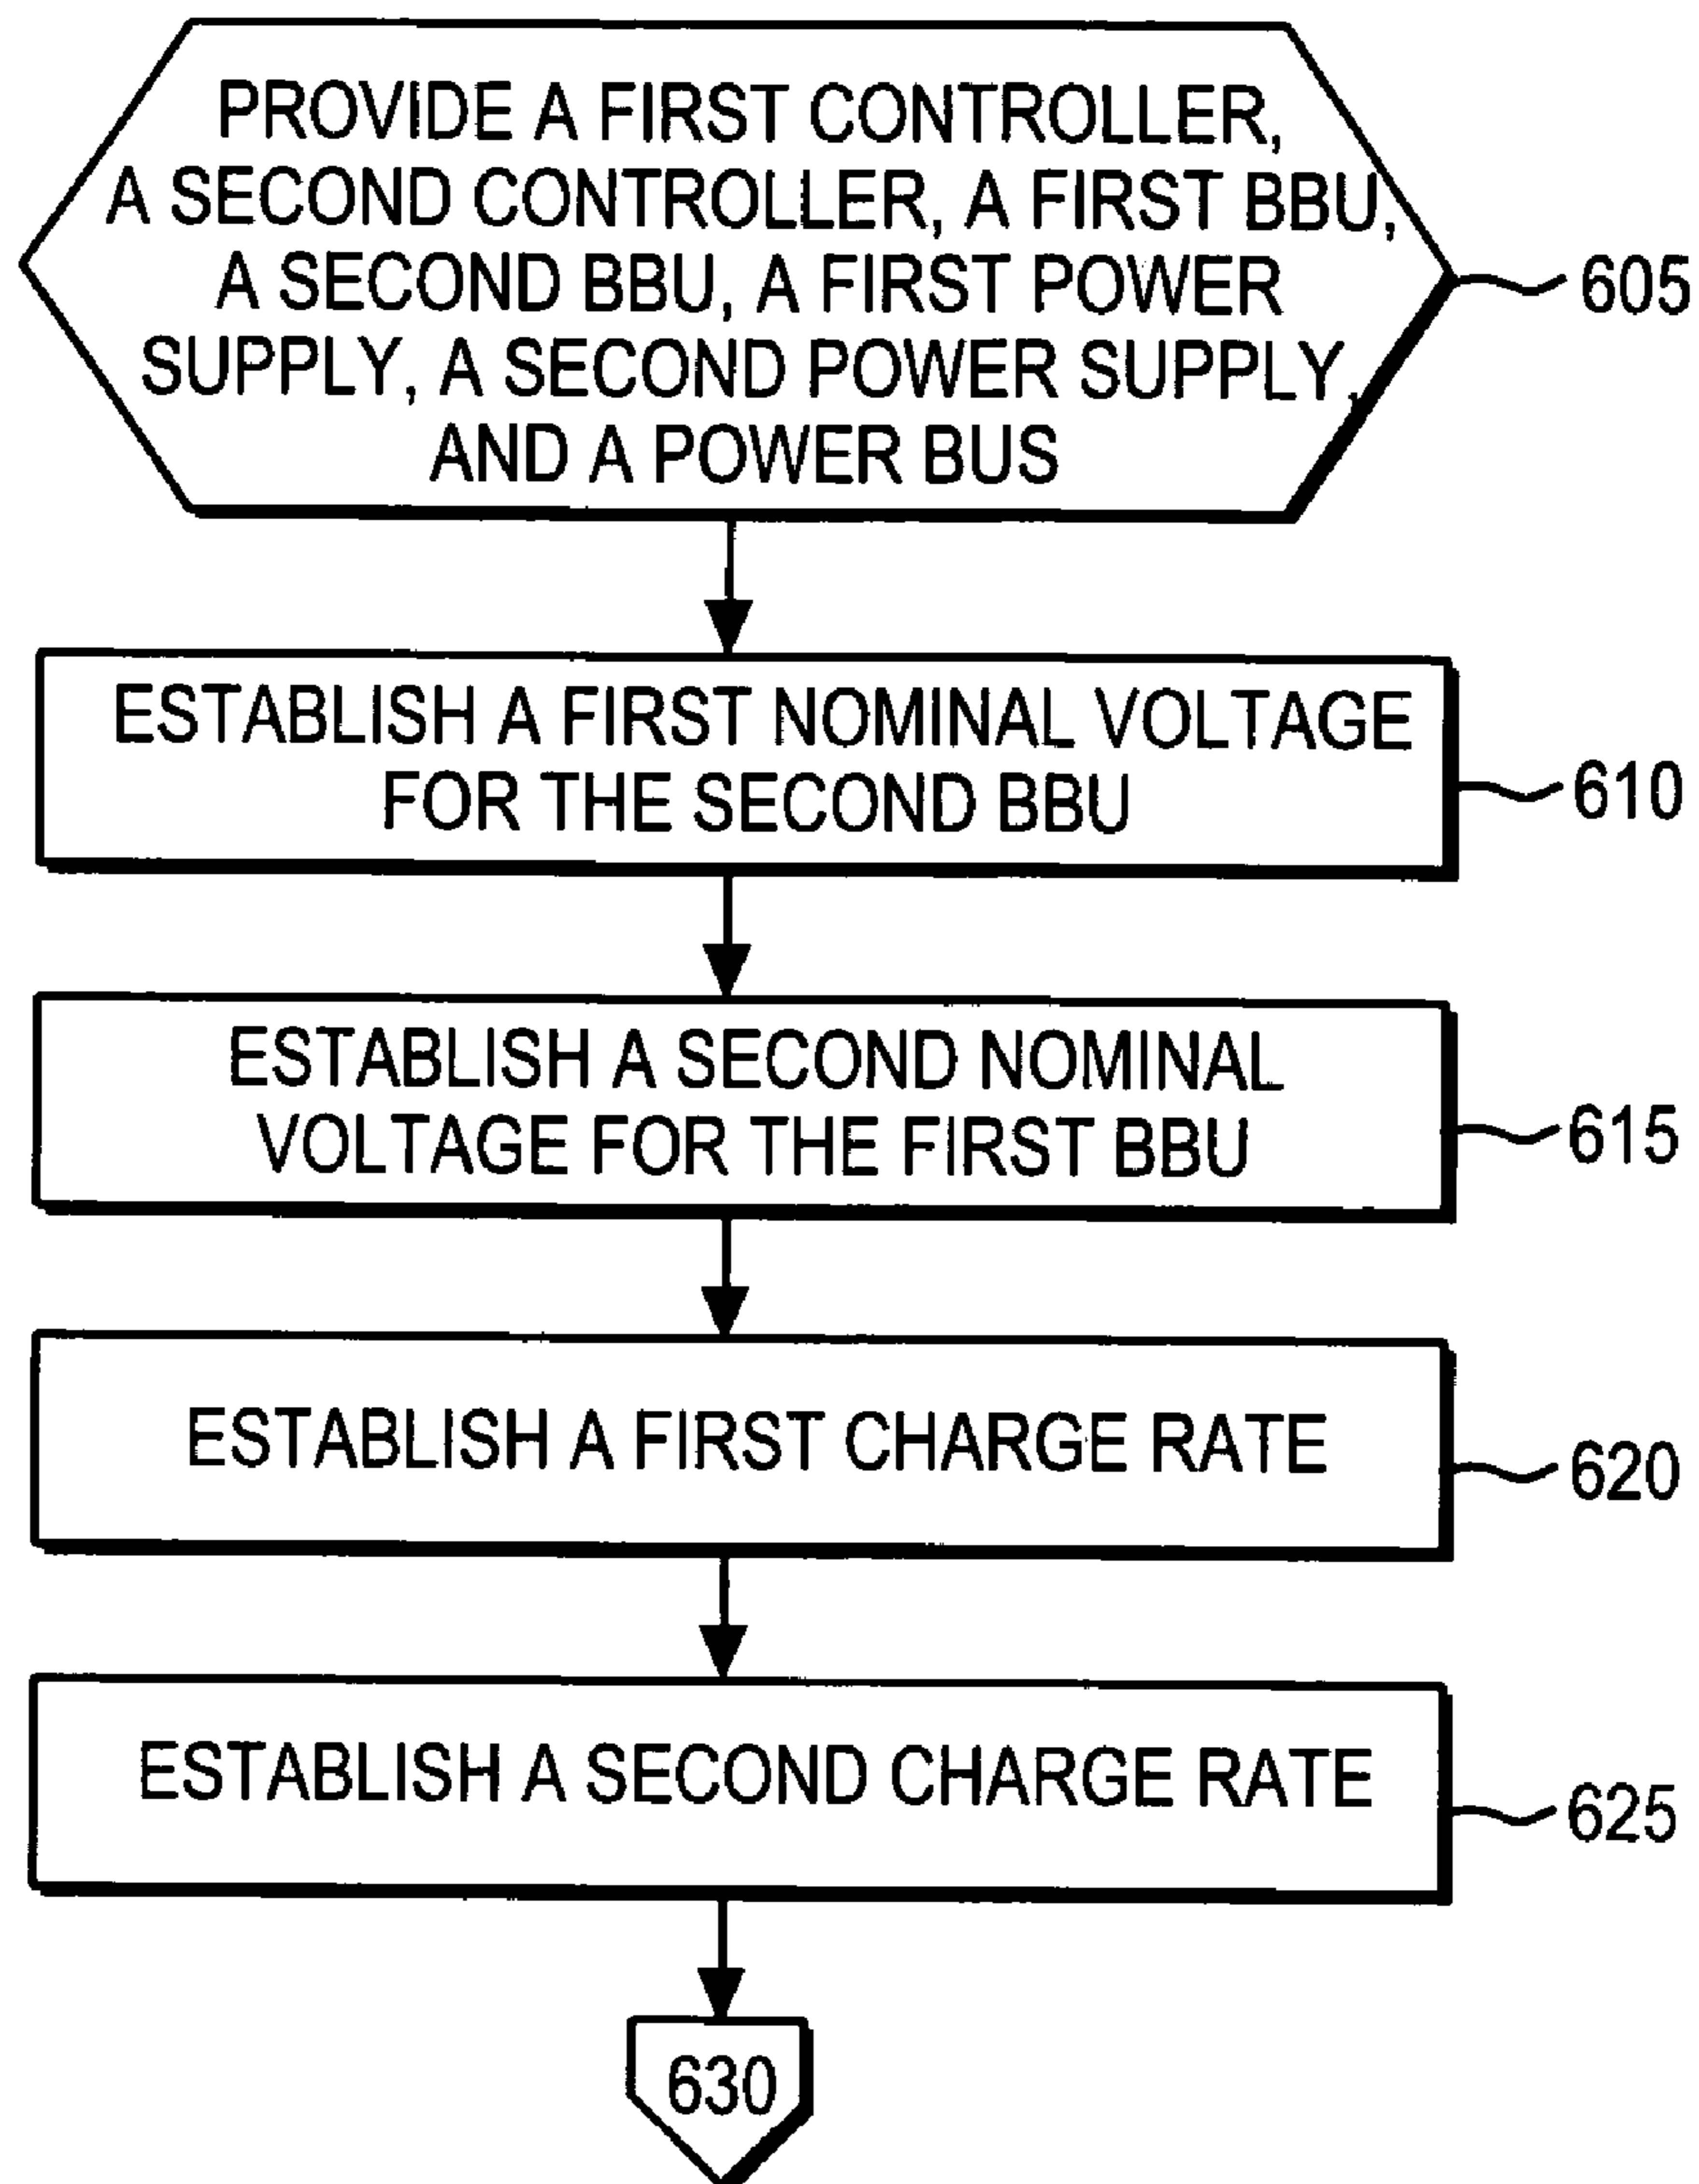 PROVIDE A FIRST CONTROLLER,
A SECOND CONTROLLER, A FIRST BBU,
A SECOND BBU, A FIRST POWER
SUPPLY, A SECOND POWER SUPPLY,
AND A POWER BUS
605
ESTABLISH A FIRST NOMINAL VOLTAGE
FOR THE SECOND BBU
610
ESTABLISH A SECOND NOMINAL
VOLTAGE FOR THE FIRST BBU
615
ESTABLISH A FIRST CHARGE RATE
620
ESTABLISH A SECOND CHARGE RATE
625
630